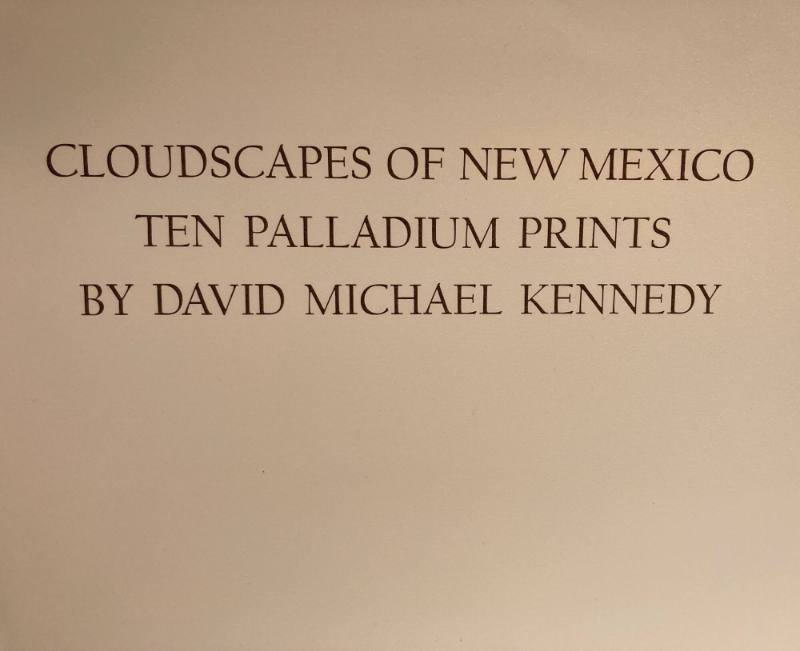 CLOUDSCAPES OF NEW MEXICO
TEN PALLADIUM PRINTS
BY DAVID MICHAEL KENNEDY